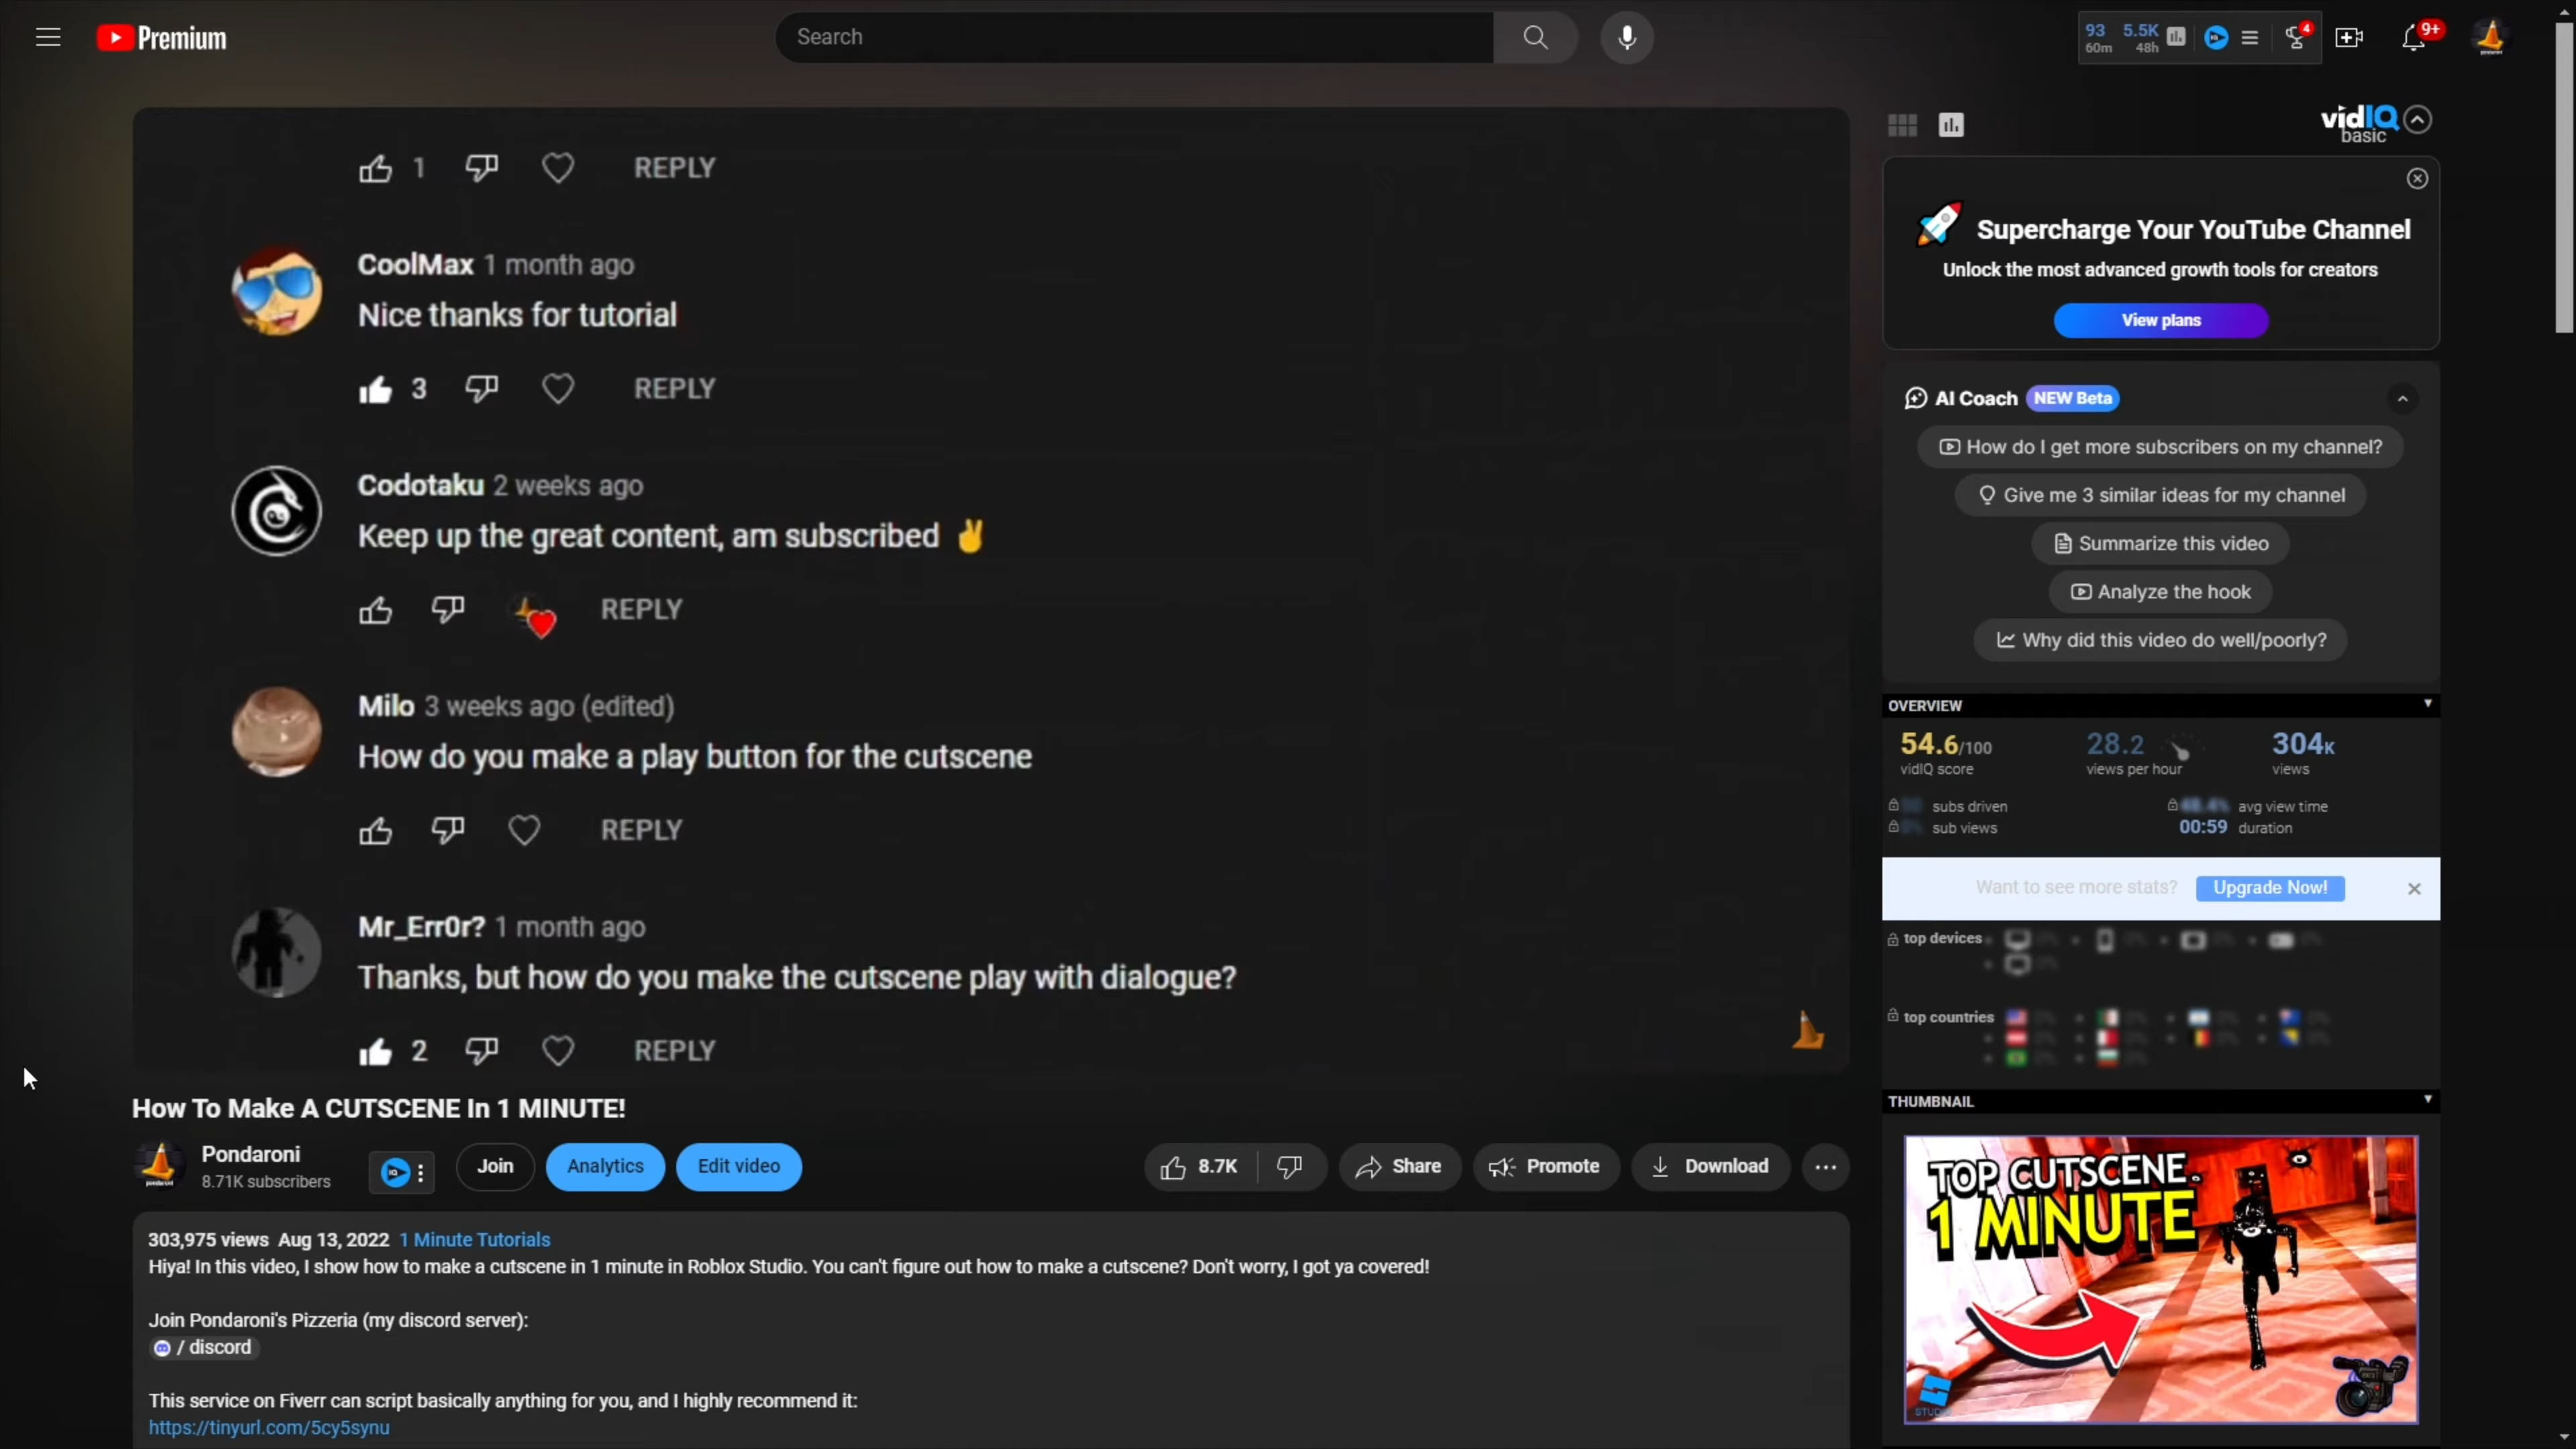 Premium
Search
93 5.5K
60m 48h
4
9+
1 REPLY
CoolMax 1 month ago
Nice thanks for tutorial
3 REPLY
Codotaku 2 weeks ago
Keep up the great content, am subscribed ✌
REPLY
Milo 3 weeks ago (edited)
How do you make a play button for the cutscene
REPLY
Mr_Err0r? 1 month ago
Thanks, but how do you make the cutscene play with dialogue?
2 REPLY
How To Make A CUTSCENE In 1 MINUTE!
Pondaroni
8.71K subscribers
Join
Analytics
Edit video
8.7K
Share
Promote
Download
303,975 views Aug 13, 2022 1 Minute Tutorials
Hiya! In this video, I show how to make a cutscene in 1 minute in Roblox Studio. You can't figure out how to make a cutscene? Don't worry, I got ya covered!
Join Pondaroni's Pizzeria (my discord server):
/ discord
This service on Fiverr can script basically anything for you, and I highly recommend it:
https://tinyurl.com/5cy5synu
vidIQ
basic
Supercharge Your YouTube Channel
Unlock the most advanced growth tools for creators
View plans
AI Coach NEW Beta
How do I get more subscribers on my channel?
Give me 3 similar ideas for my channel
Summarize this video
Analyze the hook
Why did this video do well/poorly?
OVERVIEW
54.6/100 28.2 304K
vidIQ score views per hour views
subs driven avg view time
sub views 00:59 duration
Want to see more stats? Upgrade Now!
top devices
top countries
THUMBNAIL
TOP CUTSCENE
1 MINUTE